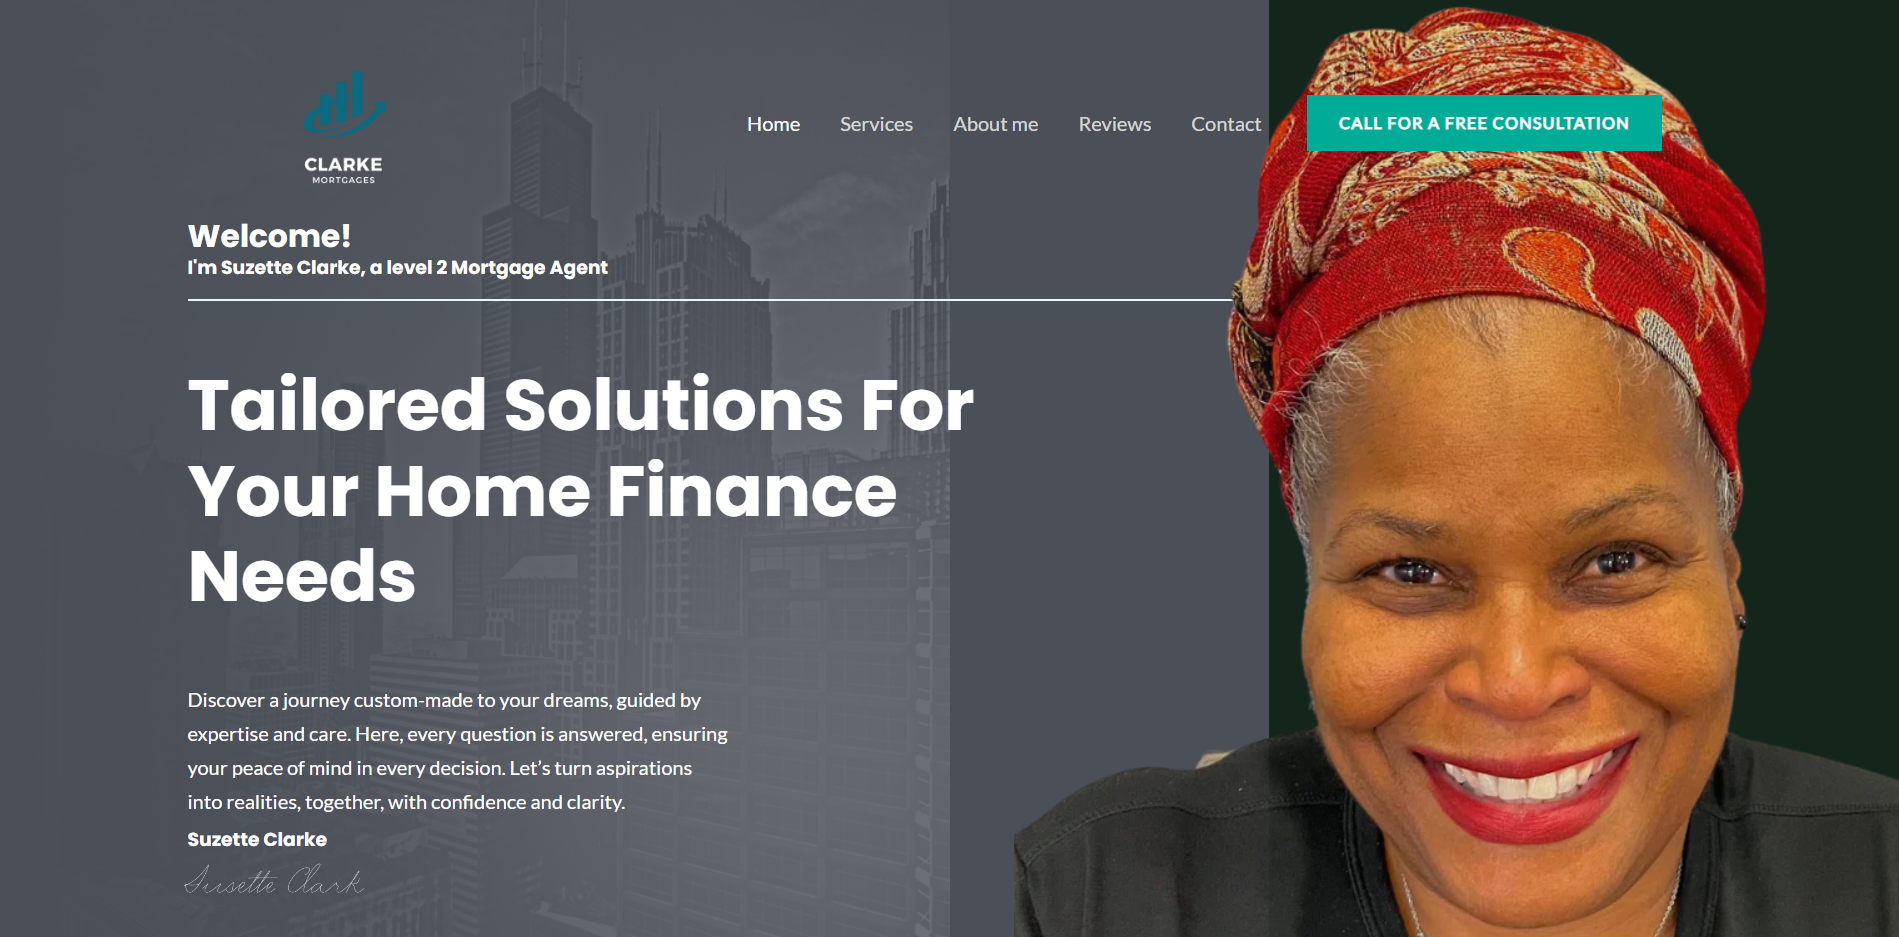 CLARKE
MORTGAGES
Home Services About me Reviews Contact CALL FOR A FREE CONSULTATION
Welcome!
I'm Suzette Clarke, a level 2 Mortgage Agent
Tailored Solutions For
Your Home Finance
Needs
Discover a journey custom-made to your dreams, guided by
expertise and care. Here, every question is answered, ensuring
your peace of mind in every decision. Let’s turn aspirations
into realities, together, with confidence and clarity.
Suzette Clarke
Susette Clark